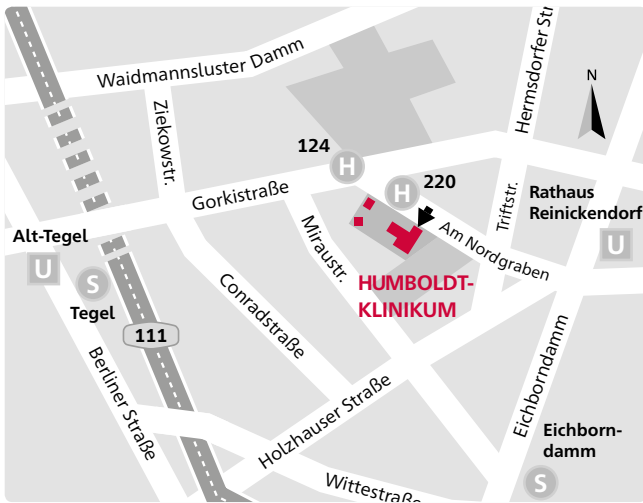 Waidmannsluster Damm
Hermsdorfer Str
Ziekowstr.
N
124
H
H
220
Gorkistraße
Rathaus
Reinickendorf
U
Triftstr.
Miraustr.
Am Nordgraben
Alt-Tegel
U
S
Tegel
HUMBOLDT-
KLINIKUM
Conradstraße
111
Berliner Straße
Holzhauser Straße
Eichborndamm
Eichborn-
damm
S
Wittestraße